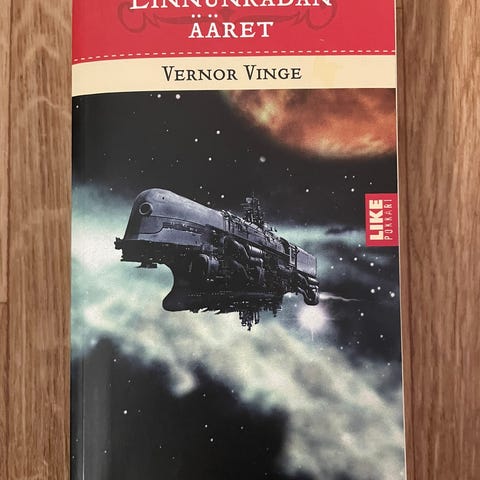 LINNUNRADAN
ÄÄRET
VERNOR VINGE
LIKE
POKKARI